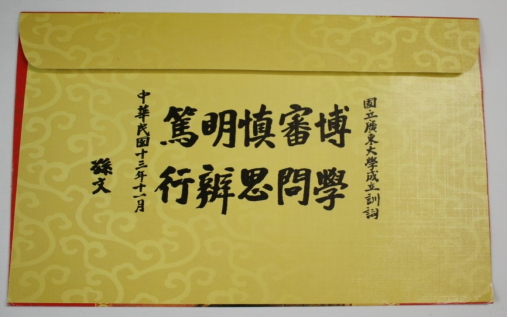 國立廣東大學成立訓詞
博學
審問
慎思
明辨
篤行
中華民國十三年十一月
孫文